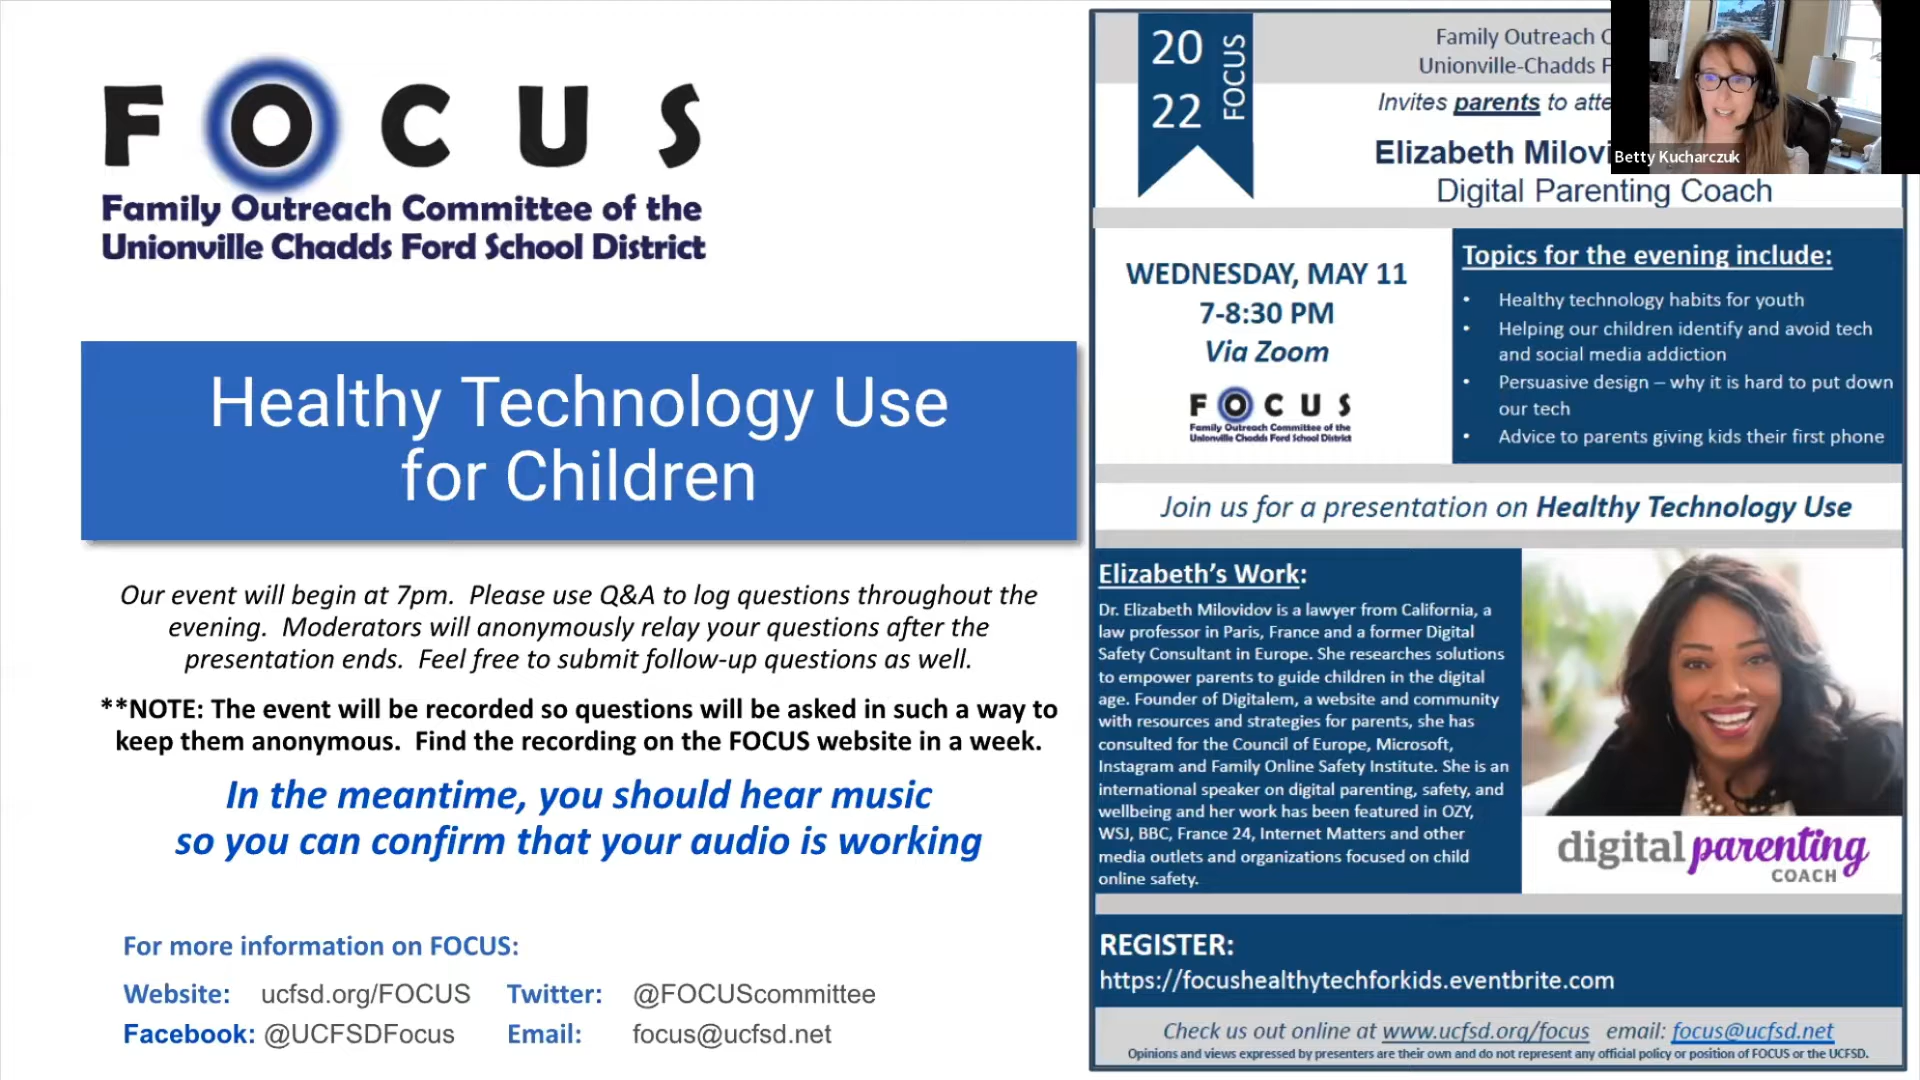 FOCUS
Family Outreach Committee of the
Unionville Chadds Ford School District
Healthy Technology Use
for Children
Our event will begin at 7pm.  Please use Q&A to log questions throughout the
evening.  Moderators will anonymously relay your questions after the
presentation ends.  Feel free to submit follow-up questions as well.
**NOTE: The event will be recorded so questions will be asked in such a way to
keep them anonymous.  Find the recording on the FOCUS website in a week.
In the meantime, you should hear music
so you can confirm that your audio is working
For more information on FOCUS:
Website: ucfsd.org/FOCUS Twitter: @FOCUScommittee
Facebook: @UCFSDFocus Email: focus@ucfsd.net
20
22
FOCUS
Family Outreach C
Unionville-Chadds F
Invites parents to atte
Elizabeth Milovi
Digital Parenting Coach
Betty Kucharczuk
WEDNESDAY, MAY 11
7-8:30 PM
Via Zoom
FOCUS
Family Outreach Committee of the
Unionville Chadds Ford School District
Topics for the evening include:
• Healthy technology habits for youth
• Helping our children identify and avoid tech
and social media addiction
• Persuasive design – why it is hard to put down
our tech
• Advice to parents giving kids their first phone
Join us for a presentation on Healthy Technology Use
Elizabeth's Work:
Dr. Elizabeth Milovidov is a lawyer from California, a
law professor in Paris, France and a former Digital
Safety Consultant in Europe. She researches solutions
to empower parents to guide children in the digital
age. Founder of Digitalem, a website and community
with resources and strategies for parents, she has
consulted for the Council of Europe, Microsoft,
Instagram and Family Online Safety Institute. She is an
international speaker on digital parenting, safety, and
wellbeing and her work has been featured in OZY,
WSJ, BBC, France 24, Internet Matters and other
media outlets and organizations focused on child
online safety.
digital parenting
COACH
REGISTER:
https://focushealthytechforkids.eventbrite.com
Check us out online at www.ucfsd.org/focus email: focus@ucfsd.net
Opinions and views expressed by presenters are their own and do not represent any official policy or position of FOCUS or the UCFSD.